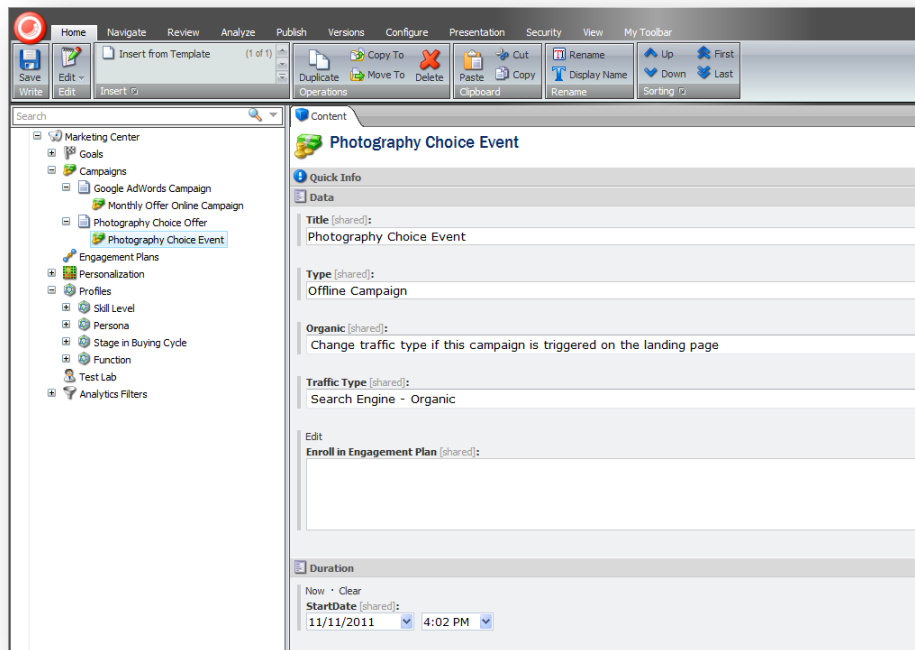 Home Navigate Review Analyze Publish Versions Configure Presentation Security View My Toolbar
Insert from Template (1 of 1) Copy To Cut Rename Up First
Save Edit Duplicate Move To Delete Paste Copy Display Name Down Last
Write Edit Insert Operations Clipboard Rename Sorting
Search
Marketing Center
Goals
Campaigns
Google AdWords Campaign
Monthly Offer Online Campaign
Photography Choice Offer
Photography Choice Event
Engagement Plans
Personalization
Profiles
Skill Level
Persona
Stage in Buying Cycle
Function
Test Lab
Analytics Filters
Content
Photography Choice Event
Quick Info
Data
Title [shared]:
Photography Choice Event
Type [shared]:
Offline Campaign
Organic [shared]:
Change traffic type if this campaign is triggered on the landing page
Traffic Type [shared]:
Search Engine - Organic
Edit
Enroll in Engagement Plan [shared]:
Duration
Now · Clear
StartDate [shared]:
11/11/2011 4:02 PM